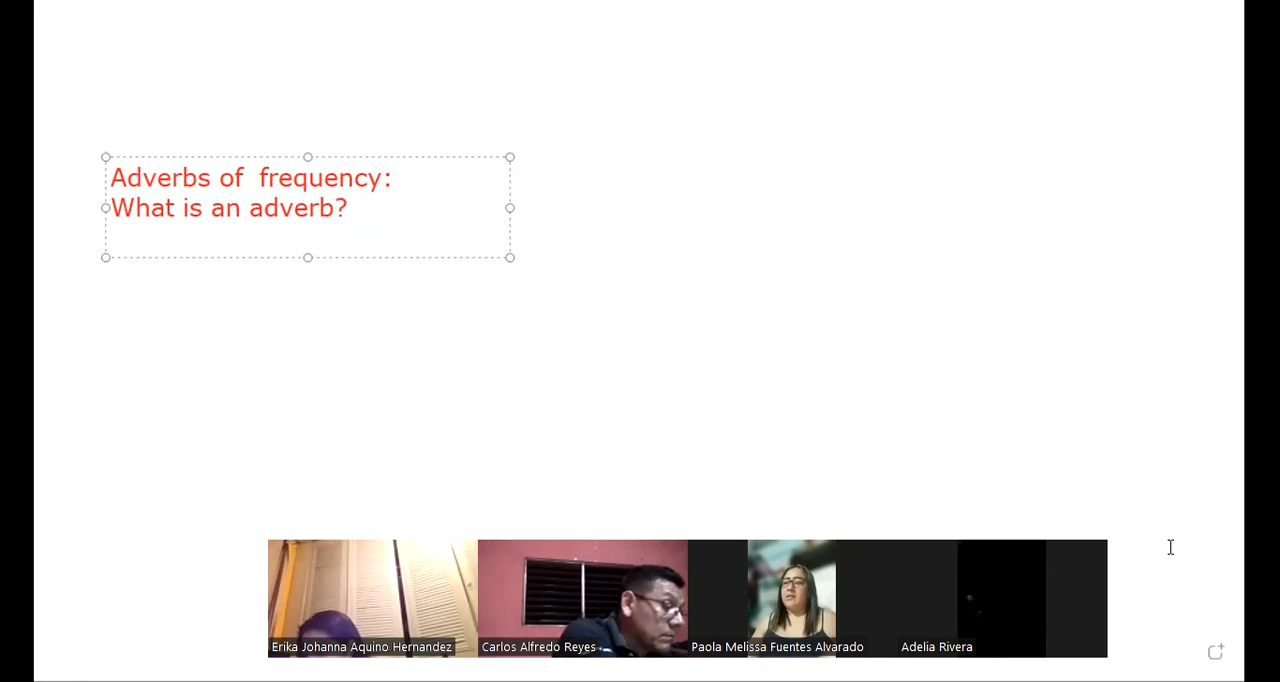 Adverbs of frequency:
What is an adverb?
Erika Johanna Aquino Hernandez
Carlos Alfredo Reyes
Paola Melissa Fuentes Alvarado
Adelia Rivera